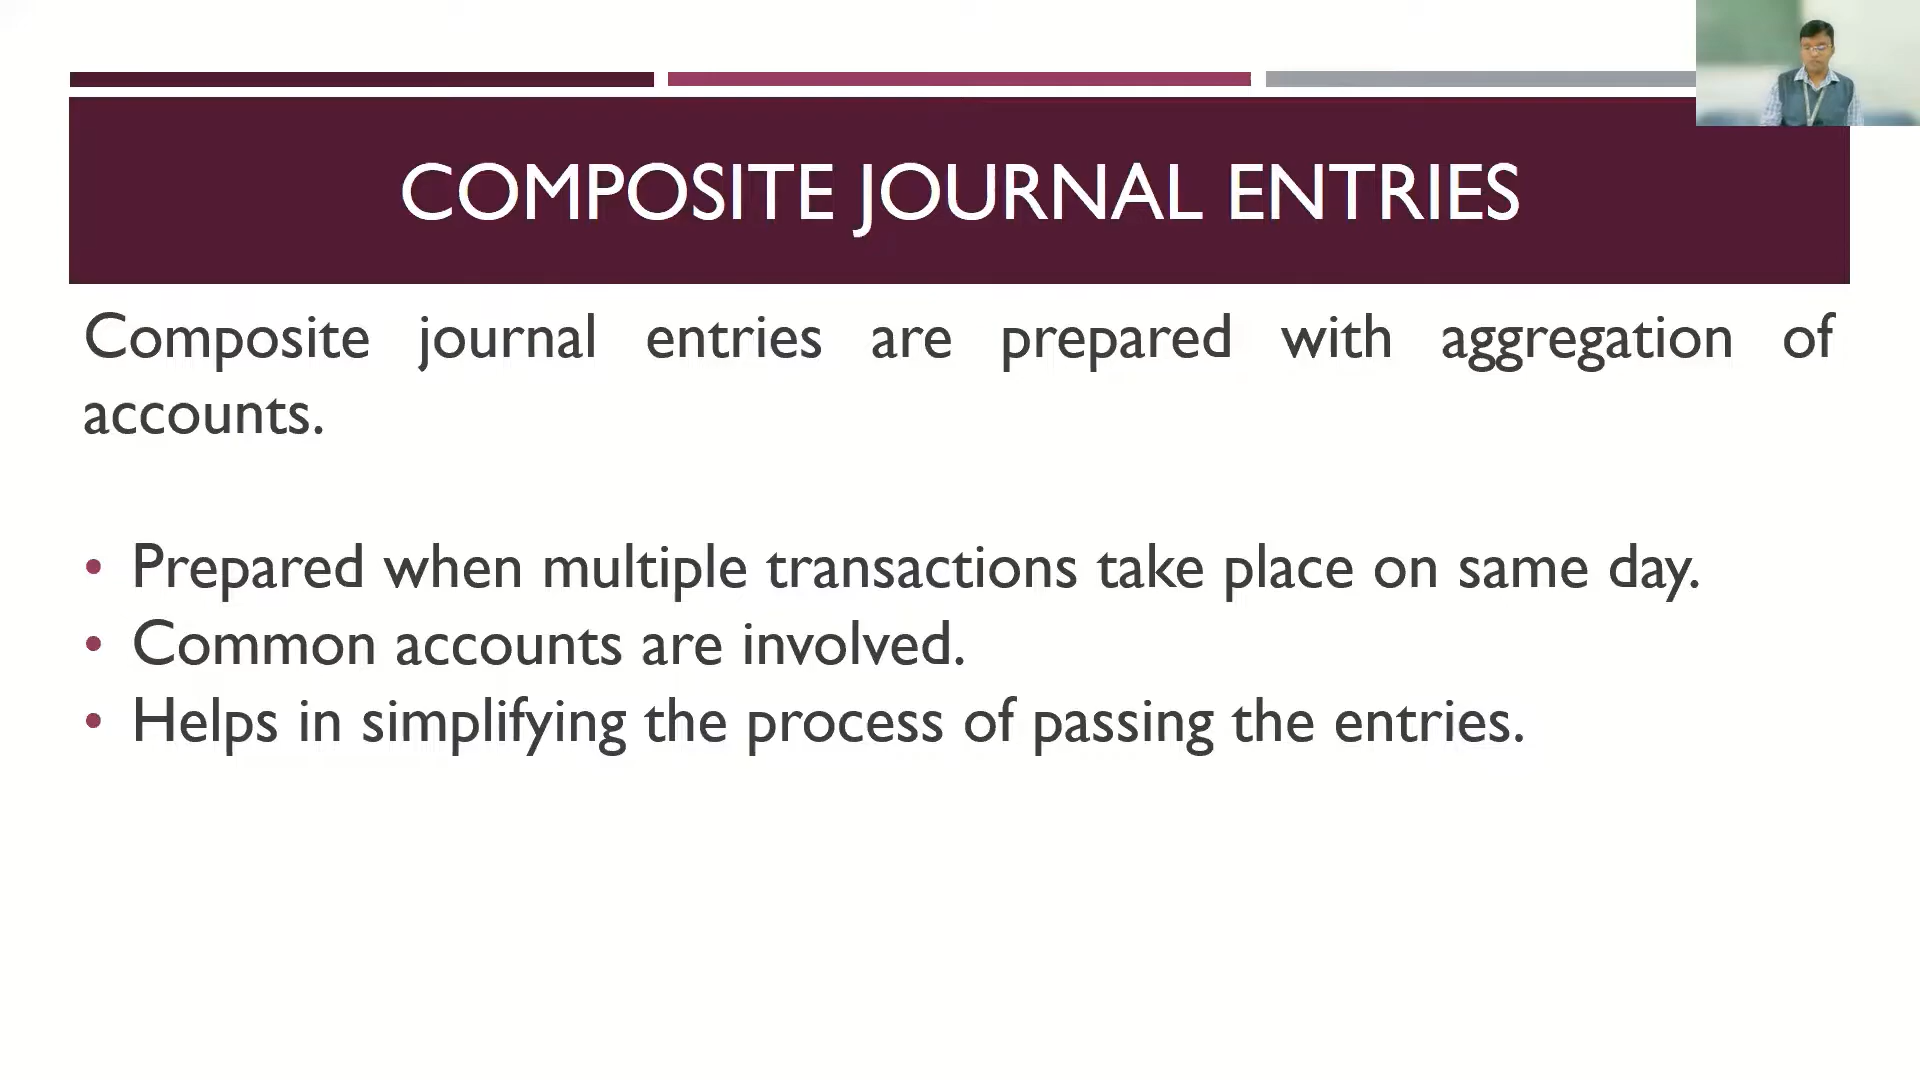 COMPOSITE JOURNAL ENTRIES
Composite journal entries are prepared with aggregation of
accounts.
• Prepared when multiple transactions take place on same day.
• Common accounts are involved.
• Helps in simplifying the process of passing the entries.